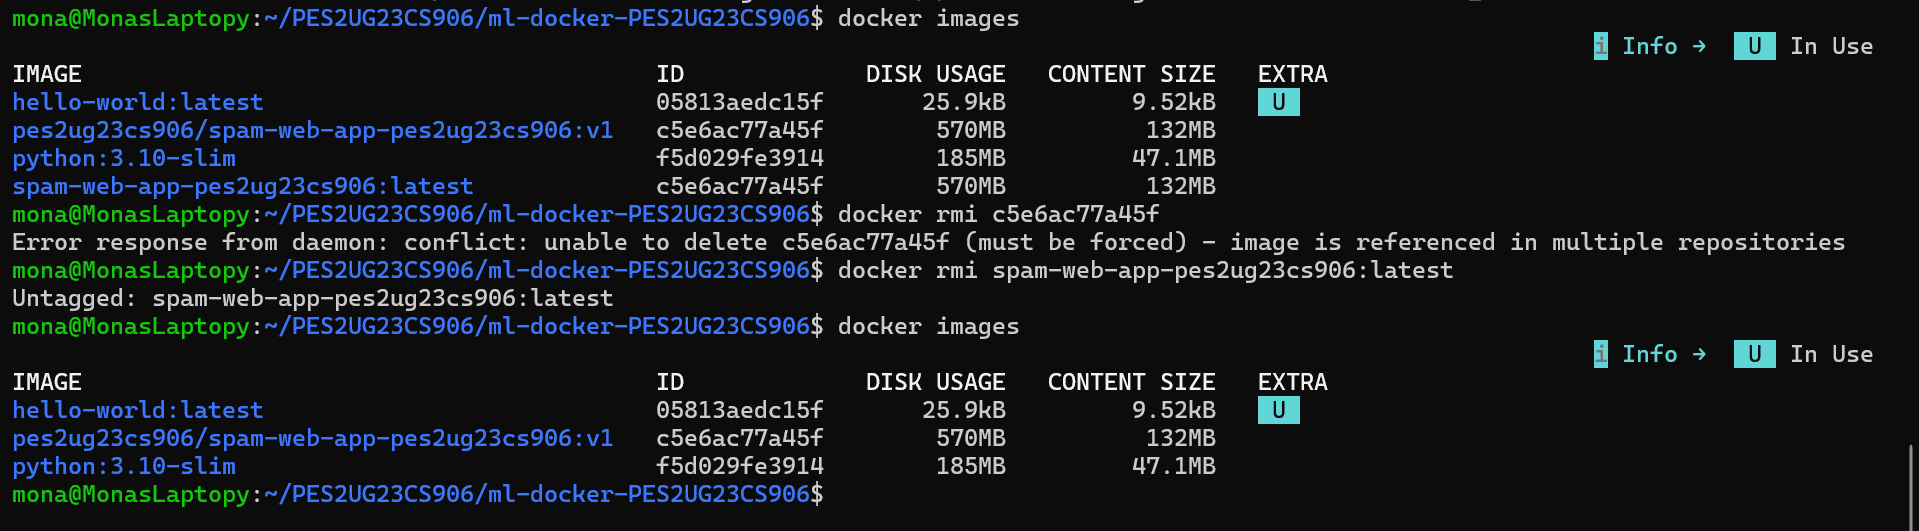 mona@MonasLaptopy:~/PES2UG23CS906/ml-docker-PES2UG23CS906$ docker images
i Info → U In Use
IMAGE ID DISK USAGE CONTENT SIZE EXTRA
hello-world:latest 05813aedc15f 25.9kB 9.52kB U
pes2ug23cs906/spam-web-app-pes2ug23cs906:v1 c5e6ac77a45f 570MB 132MB
python:3.10-slim f5d029fe3914 185MB 47.1MB
spam-web-app-pes2ug23cs906:latest c5e6ac77a45f 570MB 132MB
mona@MonasLaptopy:~/PES2UG23CS906/ml-docker-PES2UG23CS906$ docker rmi c5e6ac77a45f
Error response from daemon: conflict: unable to delete c5e6ac77a45f (must be forced) - image is referenced in multiple repositories
mona@MonasLaptopy:~/PES2UG23CS906/ml-docker-PES2UG23CS906$ docker rmi spam-web-app-pes2ug23cs906:latest
Untagged: spam-web-app-pes2ug23cs906:latest
mona@MonasLaptopy:~/PES2UG23CS906/ml-docker-PES2UG23CS906$ docker images
i Info → U In Use
IMAGE ID DISK USAGE CONTENT SIZE EXTRA
hello-world:latest 05813aedc15f 25.9kB 9.52kB U
pes2ug23cs906/spam-web-app-pes2ug23cs906:v1 c5e6ac77a45f 570MB 132MB
python:3.10-slim f5d029fe3914 185MB 47.1MB
mona@MonasLaptopy:~/PES2UG23CS906/ml-docker-PES2UG23CS906$